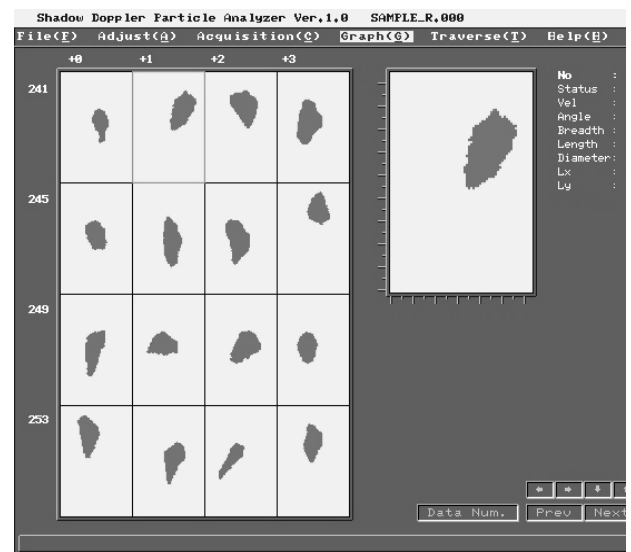 Shadow Doppler Particle Analyzer Ver.1.0 SAMPLE_R.000
File(F) Adjust(A) Acquisition(C) Graph(G) Traverse(T) Help(H)
+0 +1 +2 +3
241
245
249
253
No :
Status :
Vel :
Angle :
Breadth :
Length :
Diameter:
Lx :
Ly :
Data Num. Prev Next